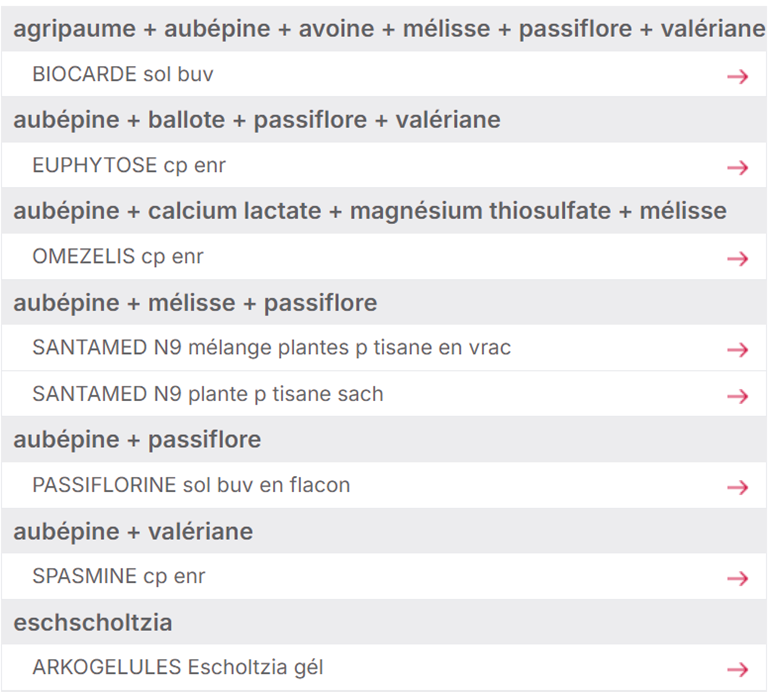 agripaume + aubépine + avoine + mélisse + passiflore + valériane
BIOCARDE sol buv
aubépine + ballote + passiflore + valériane
EUPHYTOSE cp enr
aubépine + calcium lactate + magnésium thiosulfate + mélisse
OMEZELIS cp enr
aubépine + mélisse + passiflore
SANTAMED N9 mélange plantes p tisane en vrac
SANTAMED N9 plante p tisane sach
aubépine + passiflore
PASSIFLORINE sol buv en flacon
aubépine + valériane
SPASMINE cp enr
eschscholtzia
ARKOGELULES Escholtzia gél